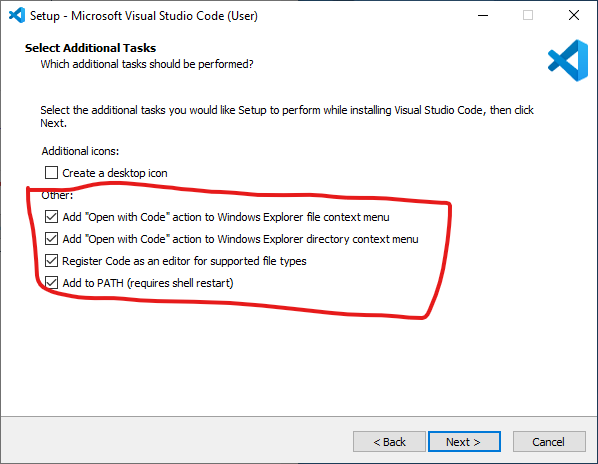 Setup - Microsoft Visual Studio Code (User)
Select Additional Tasks
Which additional tasks should be performed?
Select the additional tasks you would like Setup to perform while installing Visual Studio Code, then click
Next.
Additional icons:
Create a desktop icon
Other:
Add "Open with Code" action to Windows Explorer file context menu
Add "Open with Code" action to Windows Explorer directory context menu
Register Code as an editor for supported file types
Add to PATH (requires shell restart)
< Back
Next >
Cancel